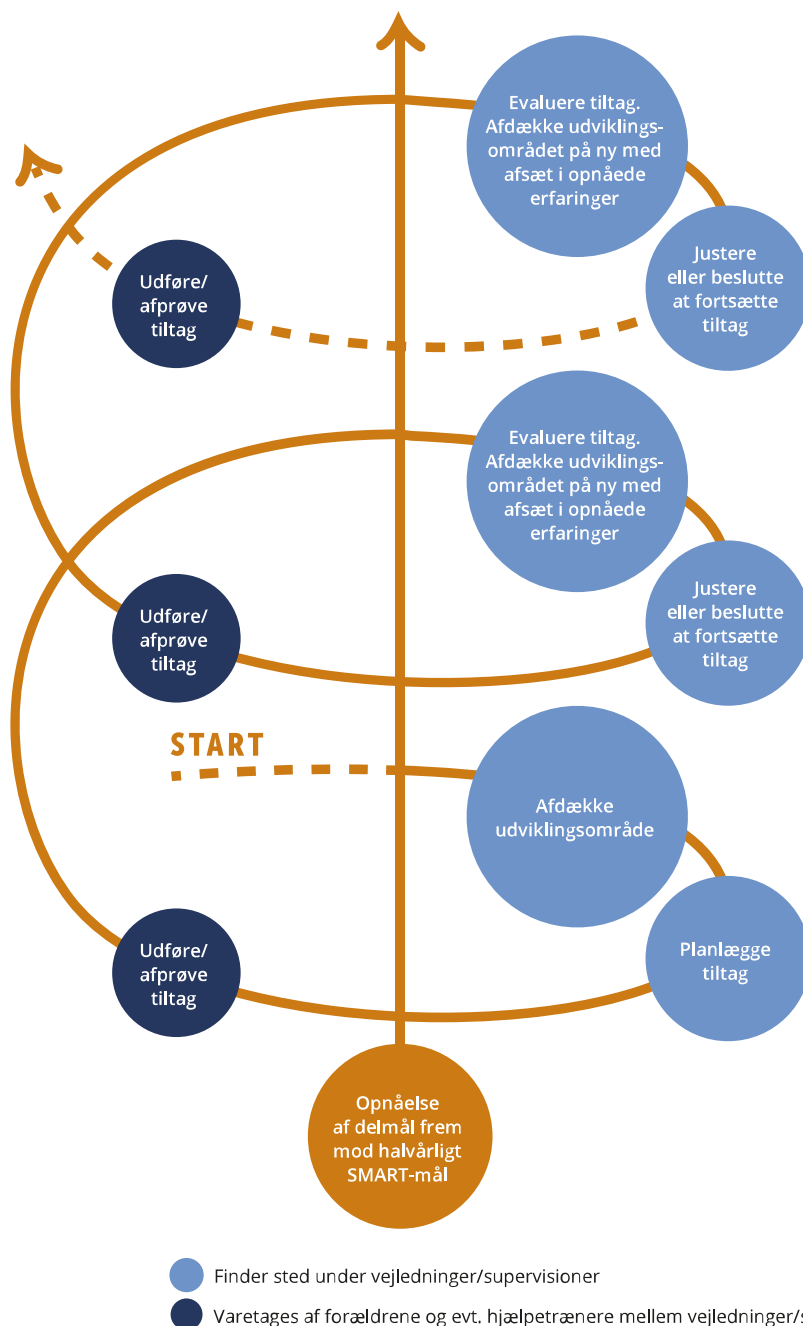 Evaluere tiltag.
Afdække udviklings-
området på ny med
afsæt i opnåede
erfaringer
Justere
eller beslutte
at fortsætte
tiltag
Udføre/
afprøve
tiltag
Evaluere tiltag.
Afdække udviklings-
området på ny med
afsæt i opnåede
erfaringer
Justere
eller beslutte
at fortsætte
tiltag
Udføre/
afprøve
tiltag
START
Afdække
udviklingsområde
Planlægge
tiltag
Udføre/
afprøve
tiltag
Opnåelse
af delmål frem
mod halvårligt
SMART-mål
Finder sted under vejledninger/supervisioner
Varetages af forældrene og evt. hjælpetrænere mellem vejledninger/